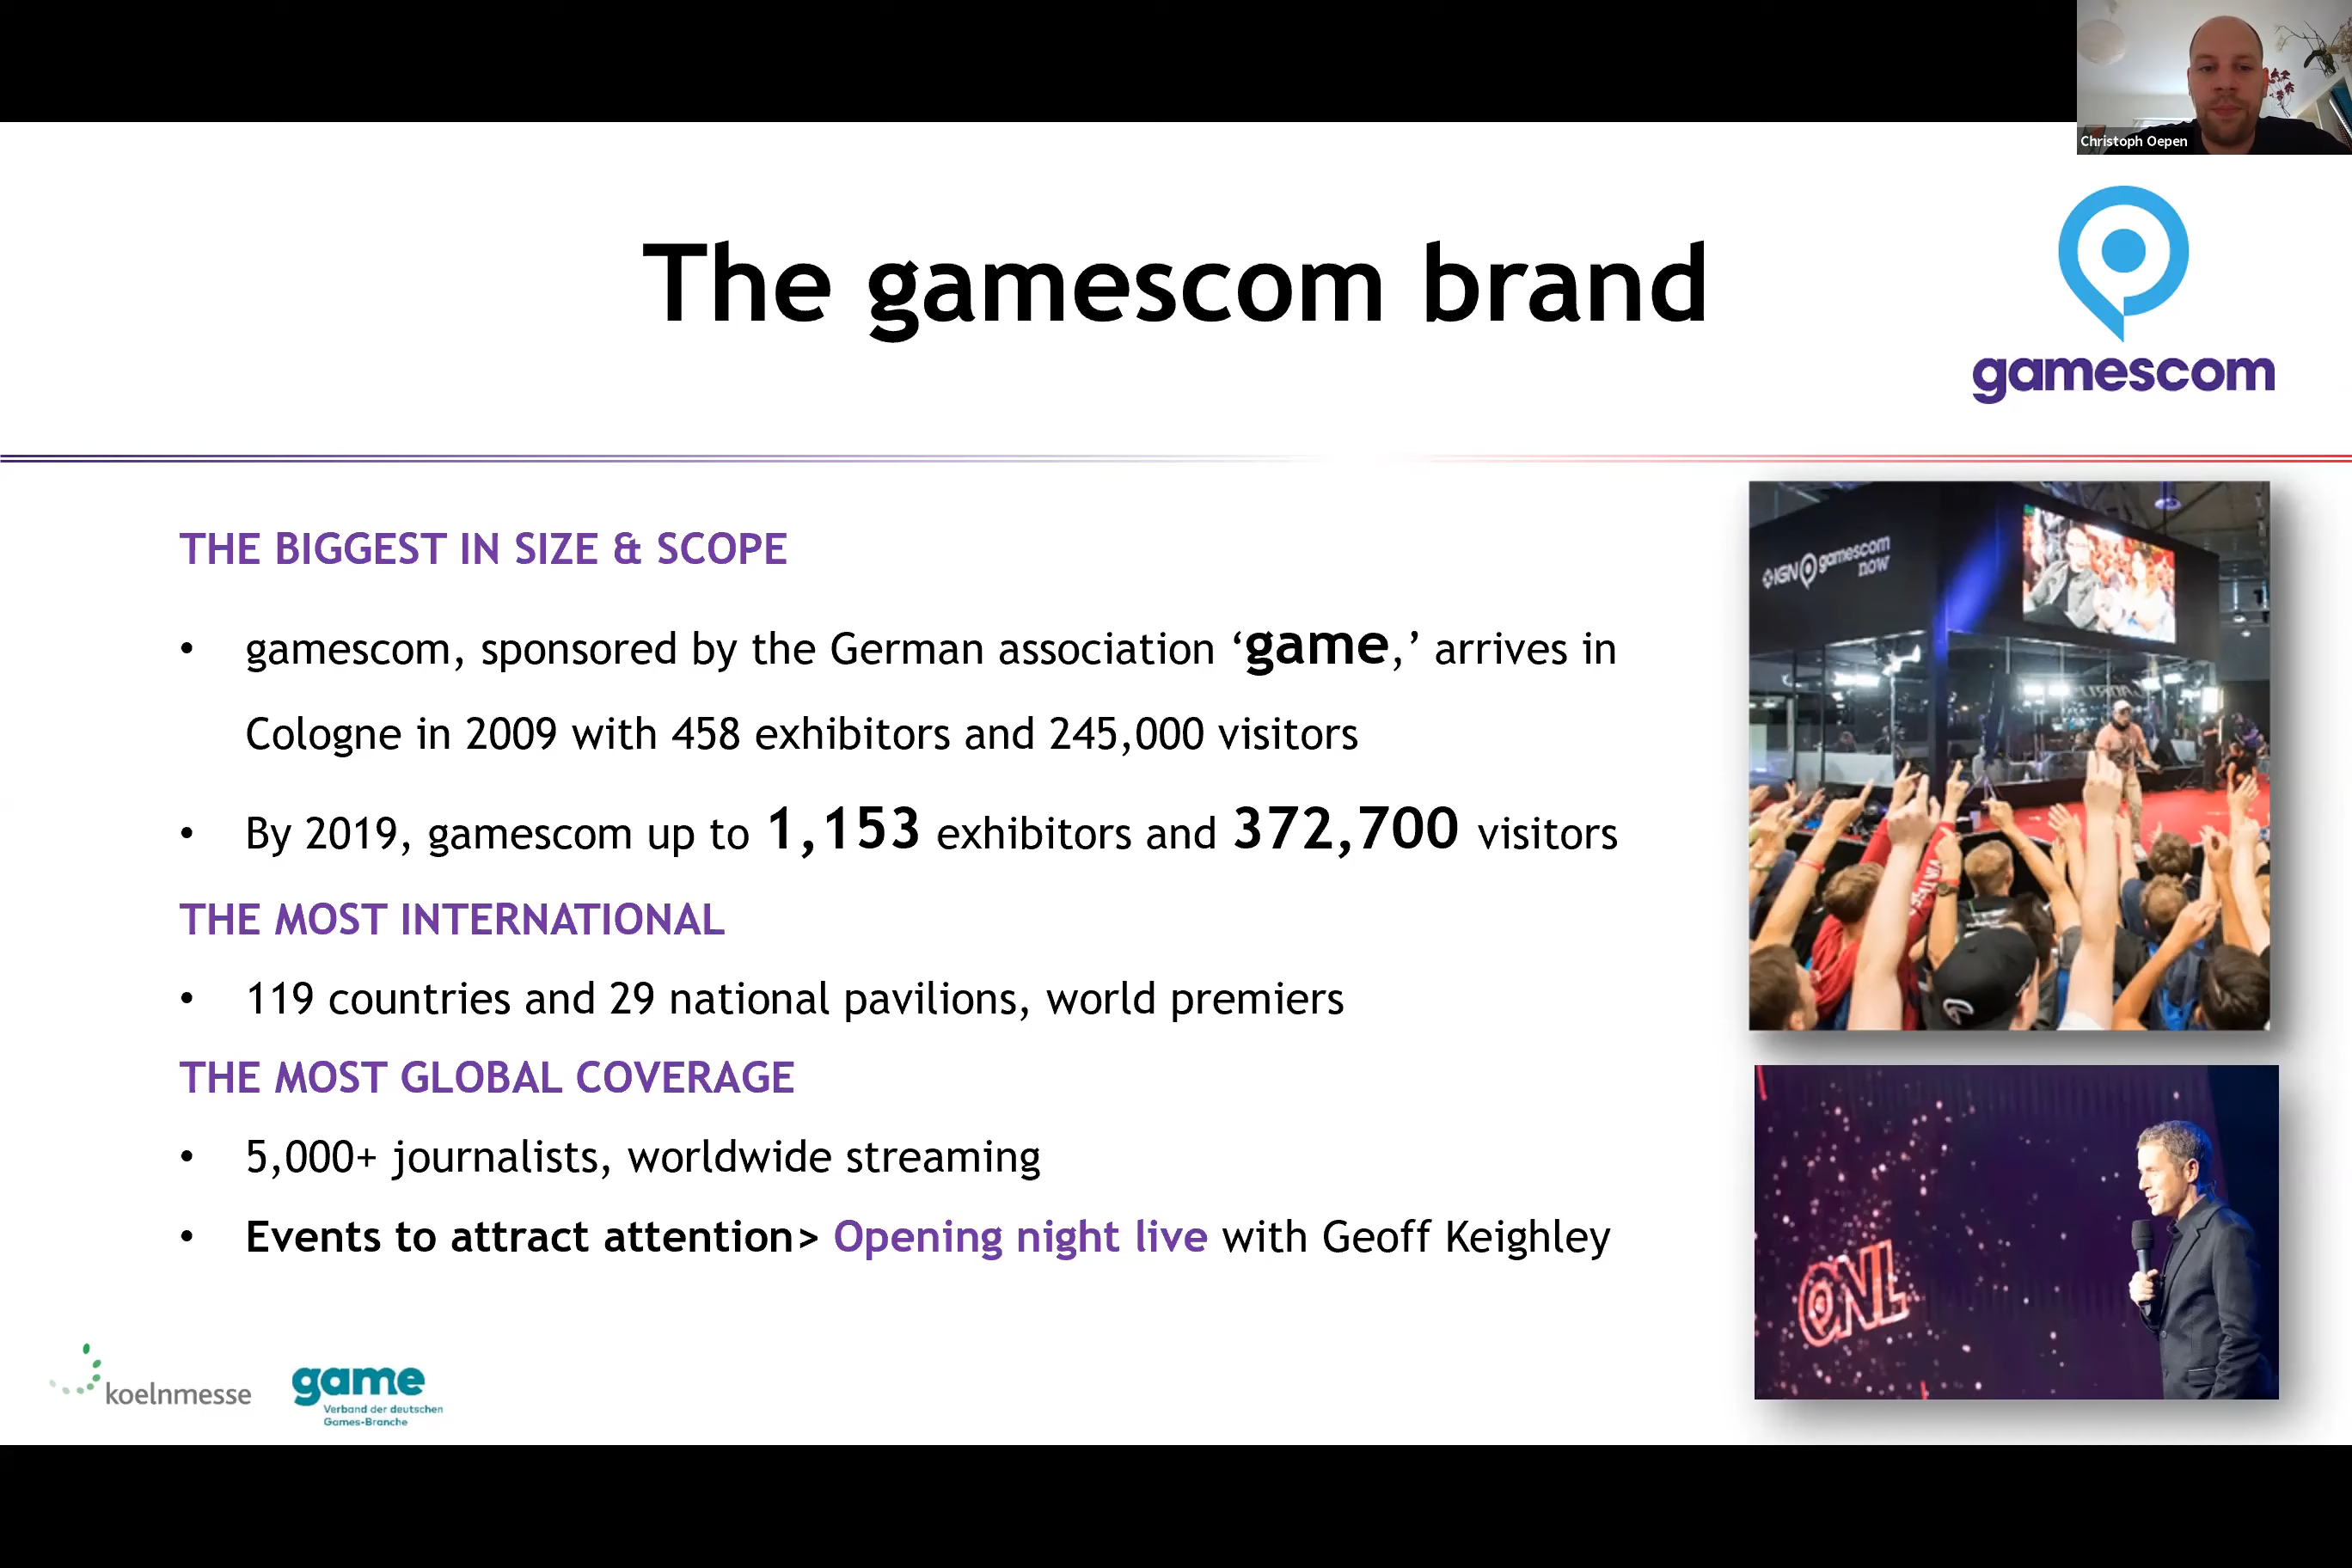 Christoph Oepen
The gamescom brand
gamescom
THE BIGGEST IN SIZE & SCOPE
• gamescom, sponsored by the German association ‘game,’ arrives in
Cologne in 2009 with 458 exhibitors and 245,000 visitors
• By 2019, gamescom up to 1,153 exhibitors and 372,700 visitors
THE MOST INTERNATIONAL
• 119 countries and 29 national pavilions, world premiers
THE MOST GLOBAL COVERAGE
• 5,000+ journalists, worldwide streaming
• Events to attract attention> Opening night live with Geoff Keighley
IGN gamescom
now
ONL
koelnmesse
game
Verband der deutschen
Games-Branche